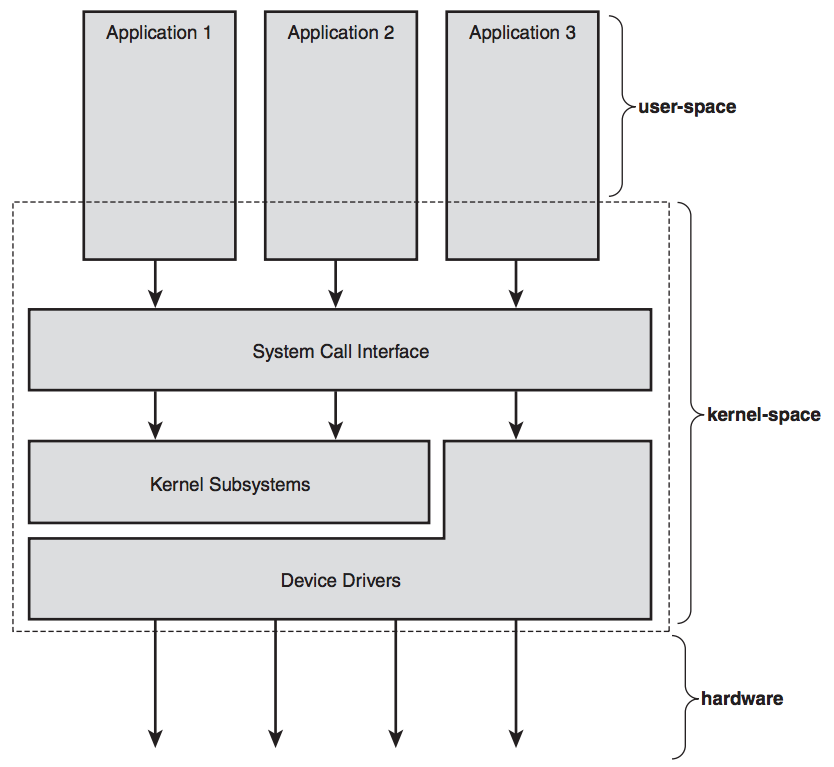 Application 1
Application 2
Application 3
user-space
System Call Interface
kernel-space
Kernel Subsystems
Device Drivers
hardware